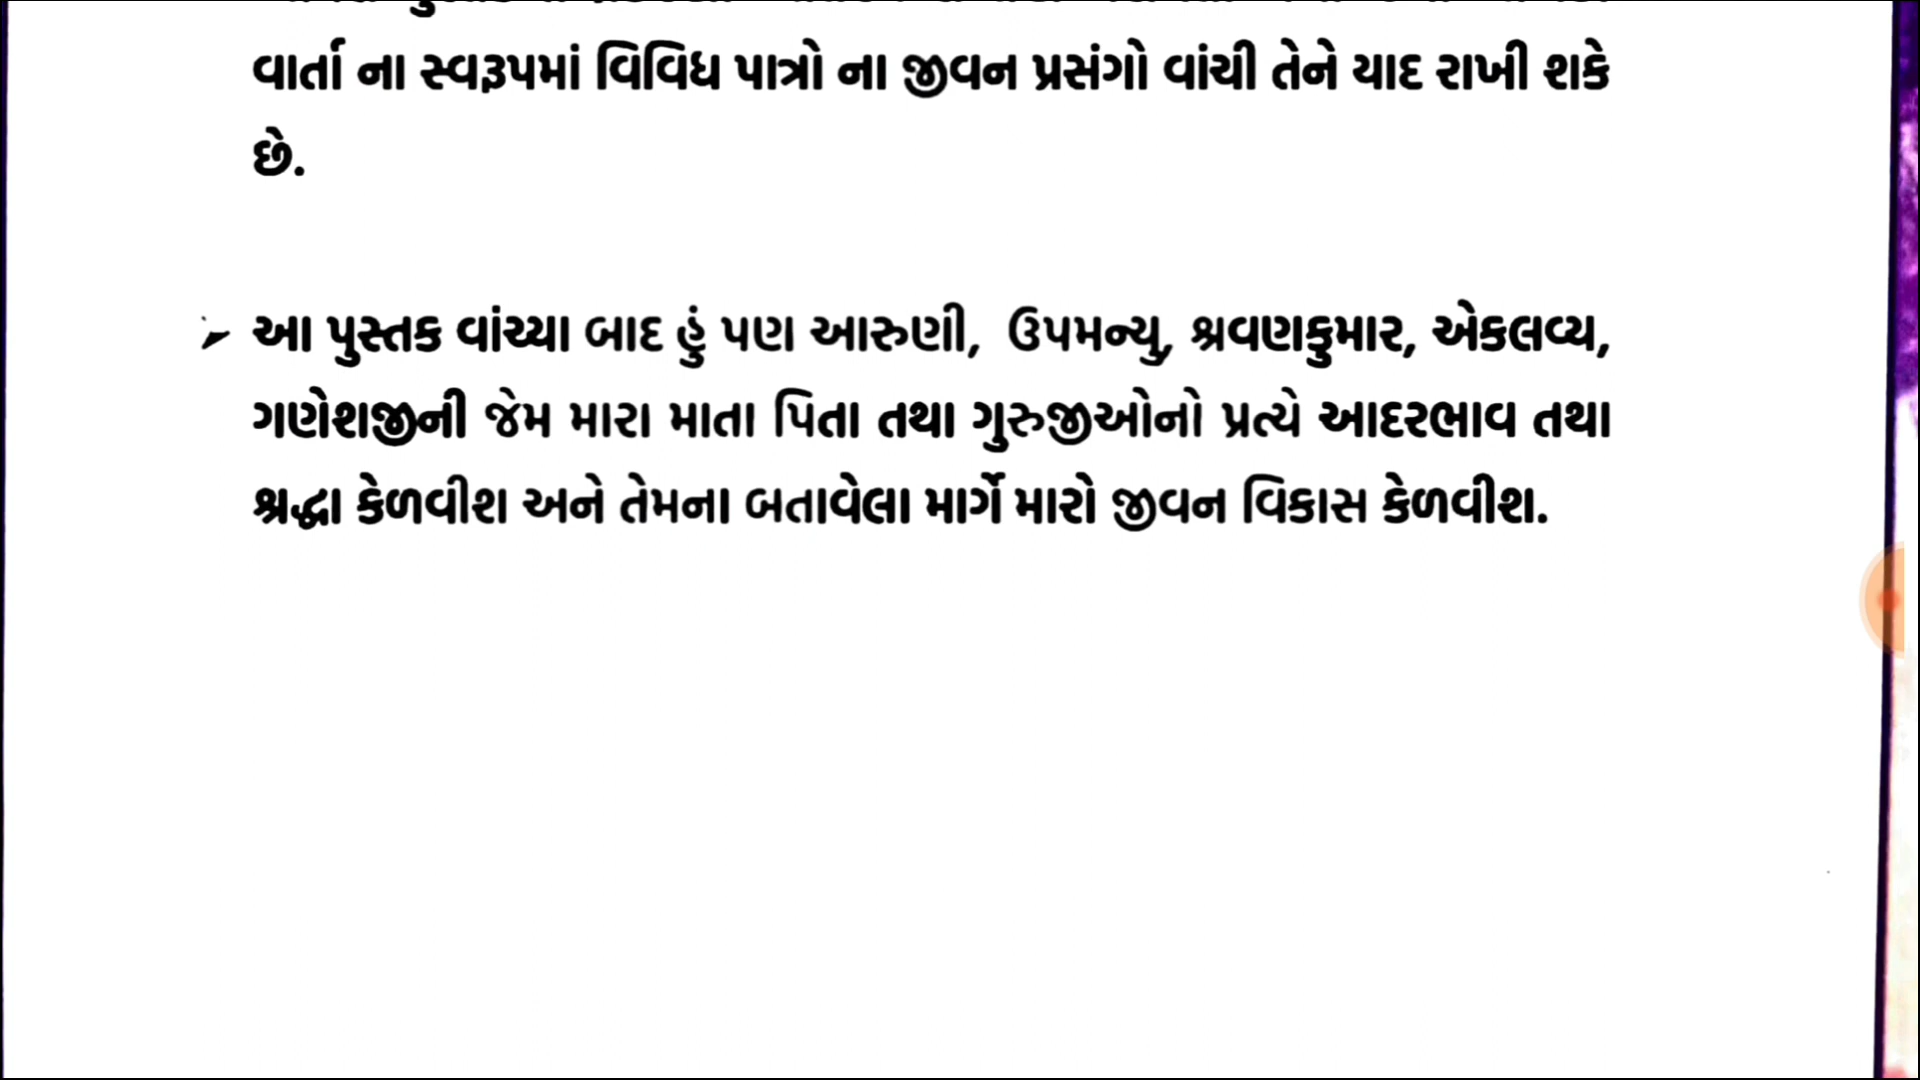 વાર્તા ના સ્વરૂપમાં વિવિધ પાત્રો ના જીવન પ્રસંગો વાંચી તેને યાદ રાખી શકે
છે.
➢ આ પુસ્તક વાંચ્યા બાદ હું પણ આરુણી, ઉપમન્યુ, શ્રવણકુમાર, એકલવ્ય,
ગણેશજીની જેમ મારા માતા પિતા તથા ગુરુજીઓનો પ્રત્યે આદરભાવ તથા
શ્રદ્ધા કેળવીશ અને તેમના બતાવેલા માર્ગે મારો જીવન વિકાસ કેળવીશ.